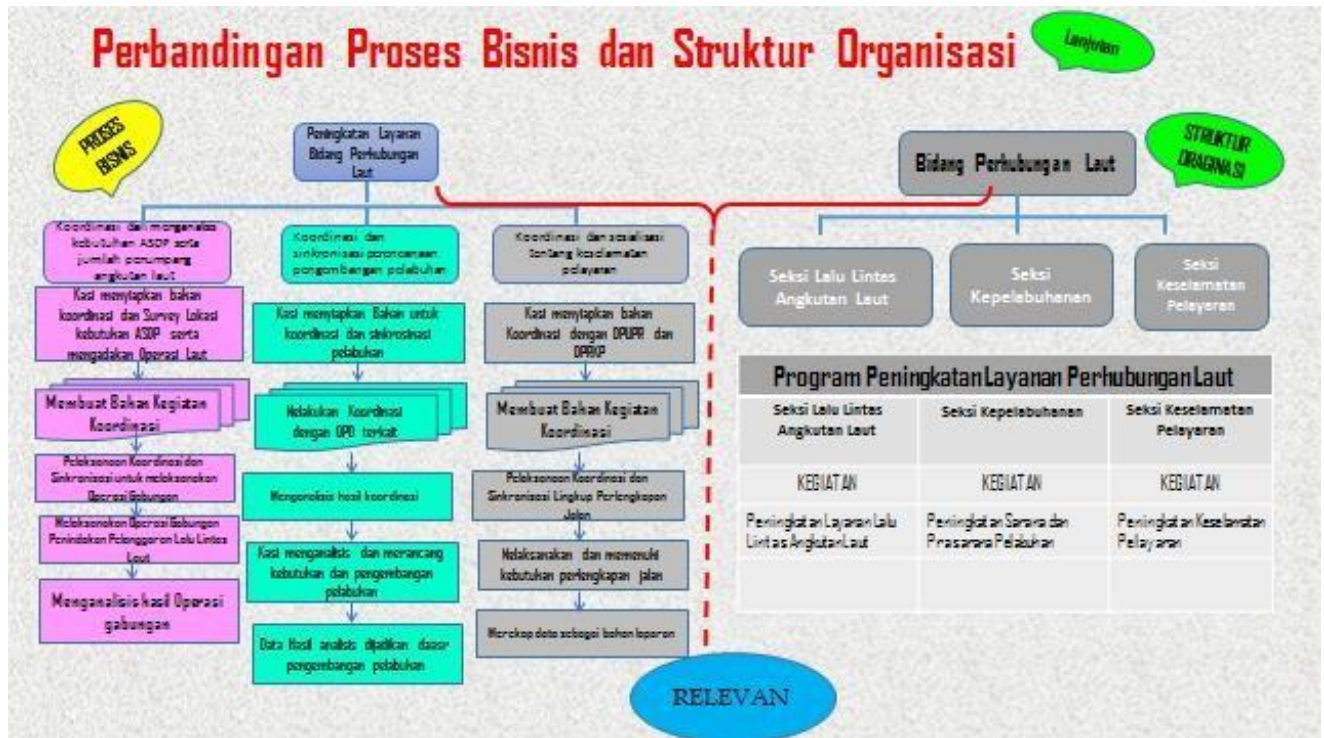 Perbandingan Proses Bisnis dan Struktur Organisasi
Lanjutan
PROSES
BISNIS
Peningkatan Layanan
Bidang Perhubungan
Laut
Koordinasi dan menganalisis
kebutuhan ASDP serta
jumlah penumpang
angkutan laut
Kasi menyiapkan bahan
koordinasi dan Survey Lokasi
kebutuhan ASDP serta
mengadakan Operasi Laut
Membuat Bahan Kegiatan
Koordinasi
Pelaksanaan Koordinasi dan
Sinkronisasi untuk melaksanakan
Operasi Gabungan
Melaksanakan Operasi Gabungan
Penindakan Pelanggaran Lalu Lintas
Laut
Menganalisis hasil Operasi
gabungan
Koordinasi dan
sinkronisasi perencanaan
pengembangan pelabuhan
Kasi menyiapkan Bahan untuk
koordinasi dan sinkrosinasi
pelabuhan
Melakukan Koordinasi
dengan OPD terkait
Menganalisis hasil koordinasi
Kasi menganalisis dan merancang
kebutuhan dan pengembangan
pelabuhan
Data Hasil analisis dijadikan daasr
pengembangan pelabuhan
Koordinasi dan sosialisasi
tentang keselamatan
pelayaran
Kasi menyiapkan bahan
Koordinasi dengan DPUPR dan
DPRKP
Membuat Bahan Kegiatan
Koordinasi
Pelaksanaan Koordinasi dan
Sinkronisasi Lingkup Perlengkapan
Jalan
Melaksanakan dan memenuhi
kebutuhan perlengkapan jalan
Merekap data sebagai bahan laporan
STRUKTUR
ORAGINASI
Bidang Perhubungan Laut
Seksi Lalu Lintas
Angkutan Laut
Seksi
Kepelabuhanan
Seksi
Keselamatan
Pelayaran
Program Peningkatan Layanan Perhubungan Laut
Seksi Lalu Lintas
Angkutan Laut
Seksi Kepelabuhanan
Seksi Keselamatan
Pelayaran
KEGIATAN
KEGIATAN
KEGIATAN
Peningkatan Layanan Lalu
Lintas Angkutan Laut
Peningkatan Sarana dan
Prasarana Pelabuhan
Peningkatan Keselamatan
Pelayaran
RELEVAN